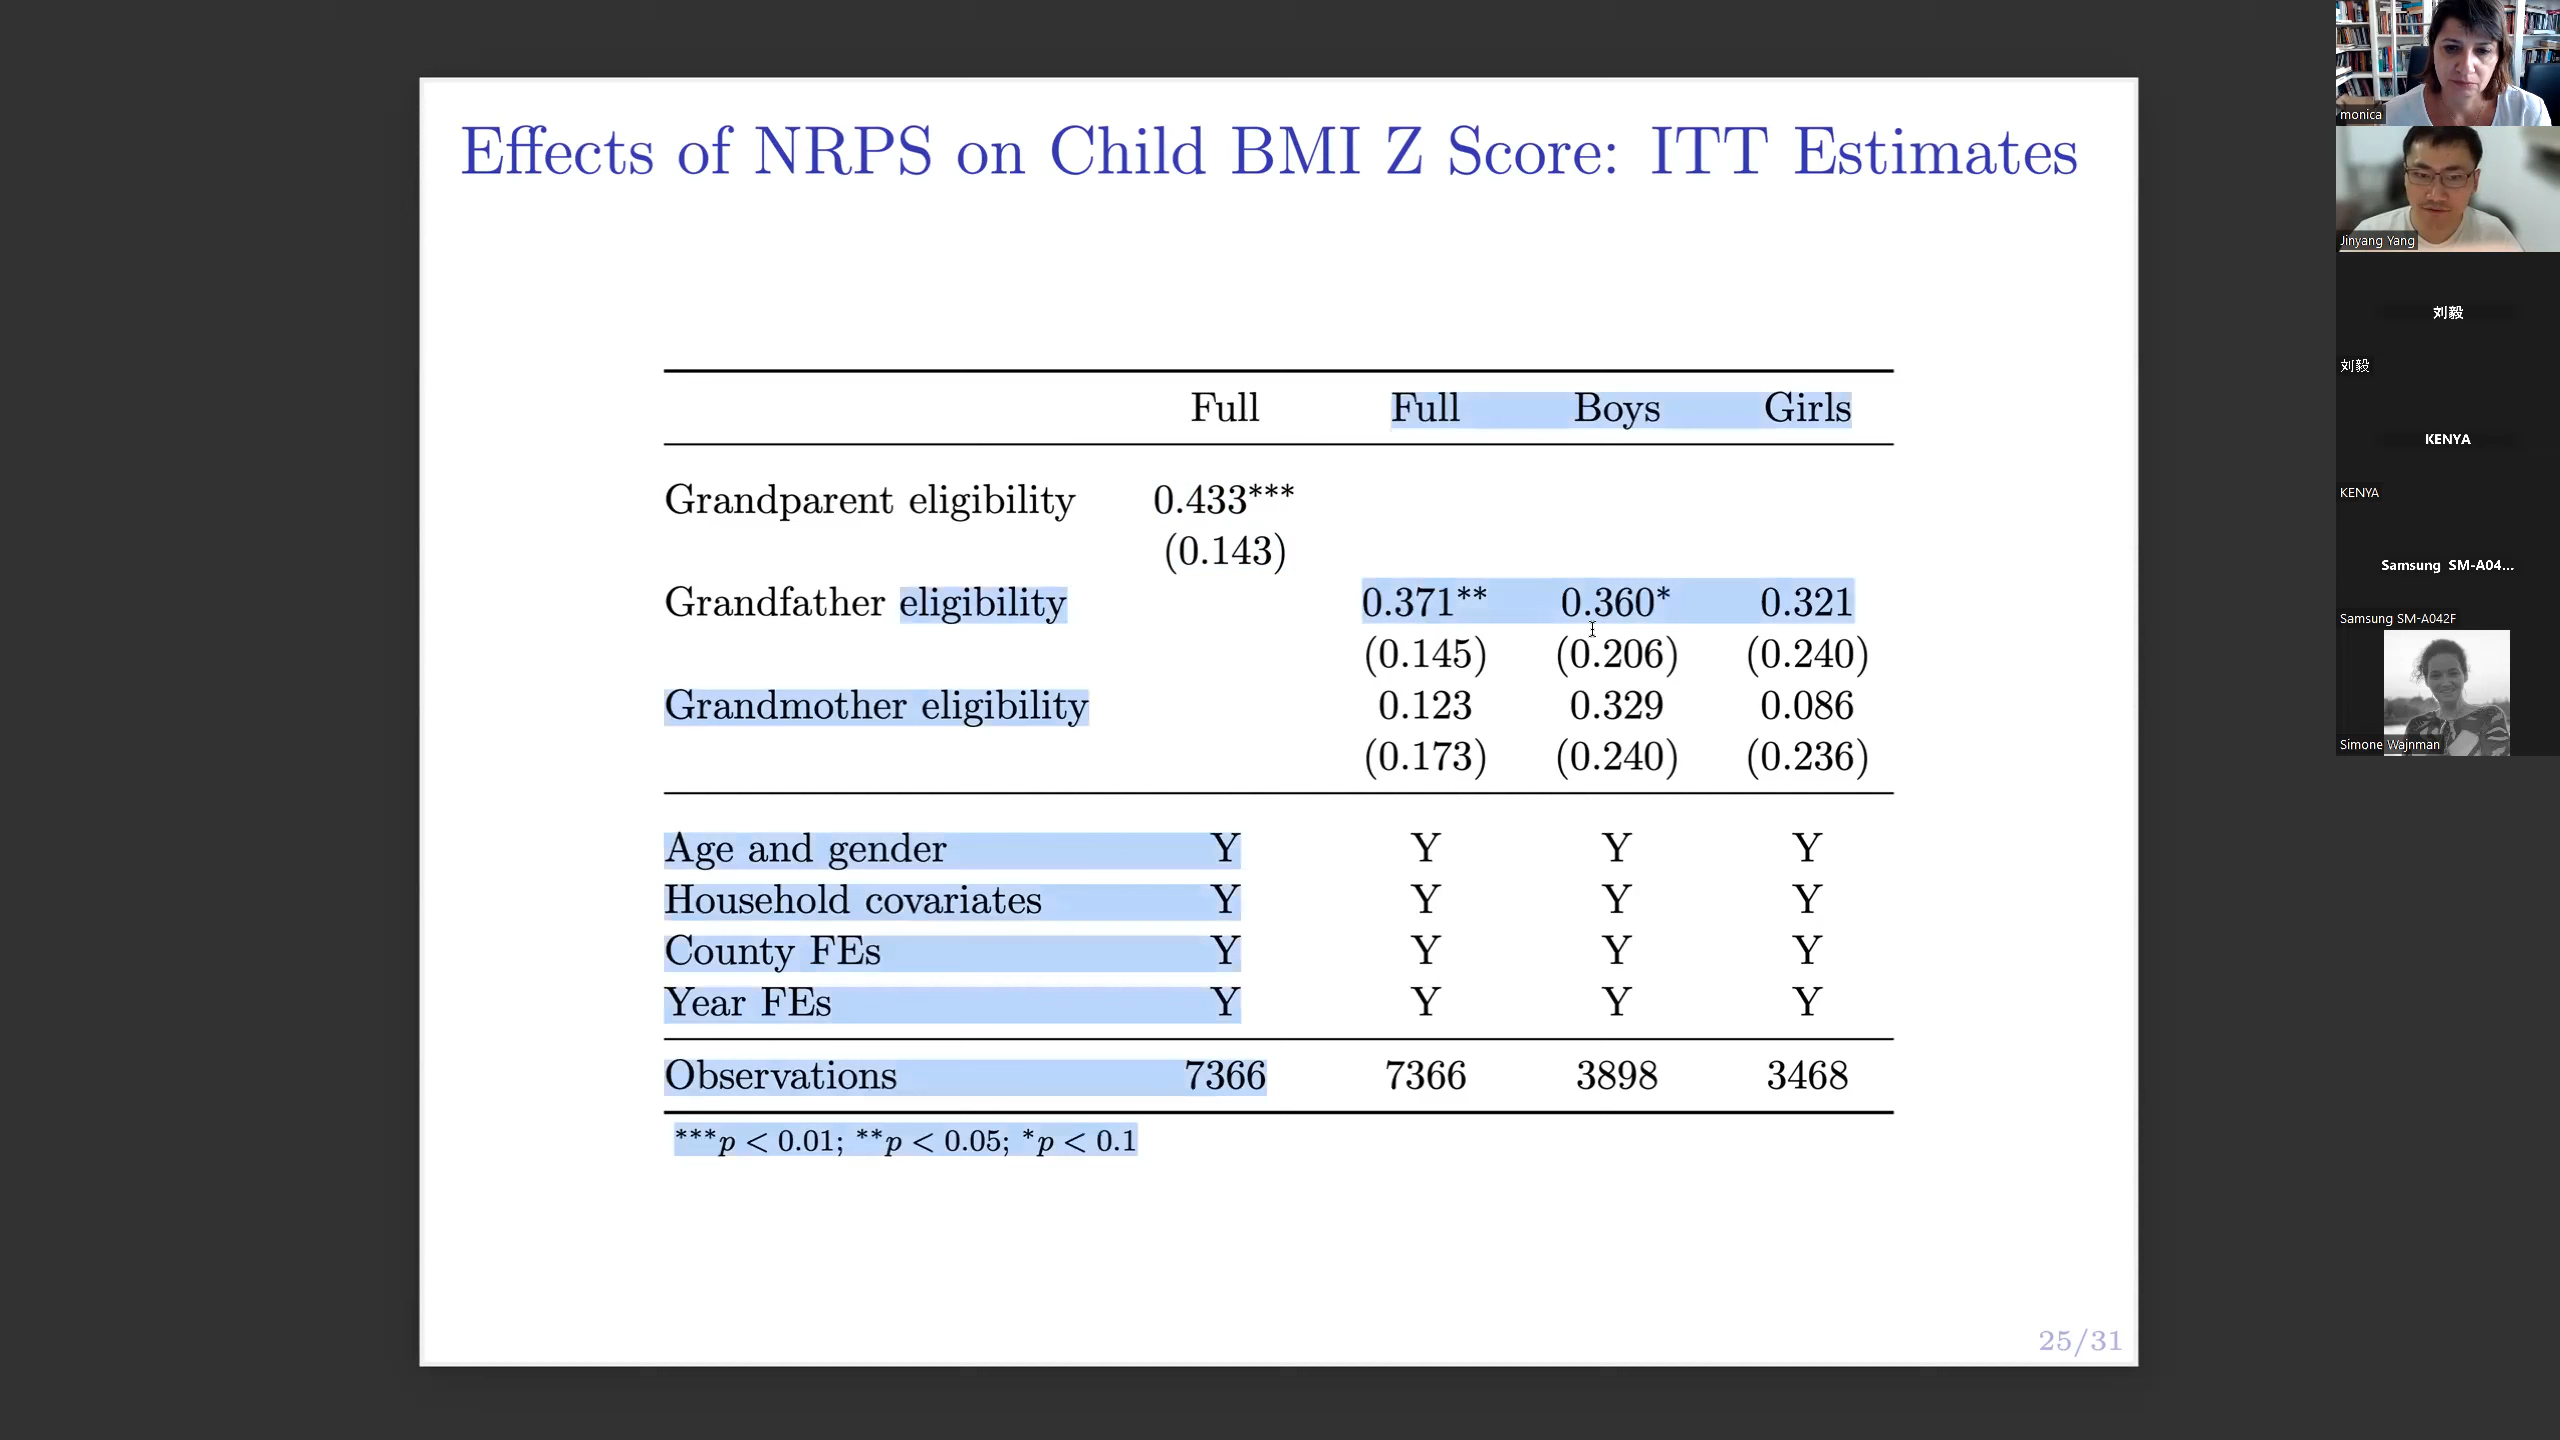 Effects of NRPS on Child BMI Z Score: ITT Estimates
Full Full Boys Girls
Grandparent eligibility 0.433***
(0.143)
Grandfather eligibility 0.371** 0.360* 0.321
(0.145) (0.206) (0.240)
Grandmother eligibility 0.123 0.329 0.086
(0.173) (0.240) (0.236)
Age and gender Y Y Y Y
Household covariates Y Y Y Y
County FEs Y Y Y Y
Year FEs Y Y Y Y
Observations 7366 7366 3898 3468
***p < 0.01; **p < 0.05; *p < 0.1
25/31
monica
Jinyang Yang
刘毅
刘毅
KENYA
KENYA
Samsung SM-A04...
Samsung SM-A042F
Simone Wajnman